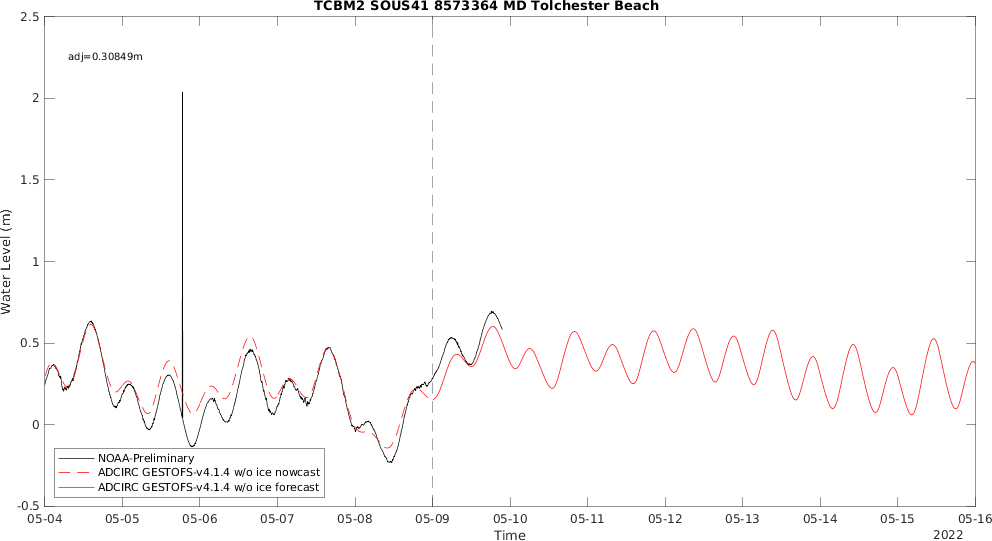 TCBM2 SOUS41 8573364 MD Tolchester Beach
adj=0.30849m
2.5
2
1.5
1
0.5
0
-0.5
Water Level (m)
NOAA-Preliminary
ADCIRC GESTOFS-v4.1.4 w/o ice nowcast
ADCIRC GESTOFS-v4.1.4 w/o ice forecast
05-04 05-05 05-06 05-07 05-08 05-09 05-10 05-11 05-12 05-13 05-14 05-15 05-16
Time
2022